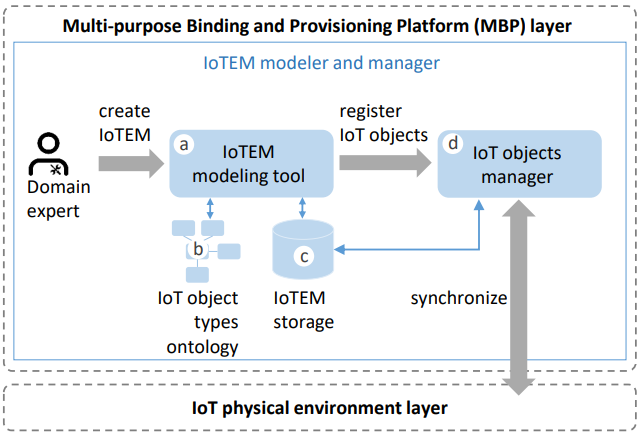 Multi-purpose Binding and Provisioning Platform (MBP) layer
IoTEM modeler and manager
create
IoTEM
register
IoT objects
Domain
expert
a
IoTEM
modeling tool
d
IoT objects
manager
b
c
IoT object
types
ontology
IoTEM
storage
synchronize
IoT physical environment layer